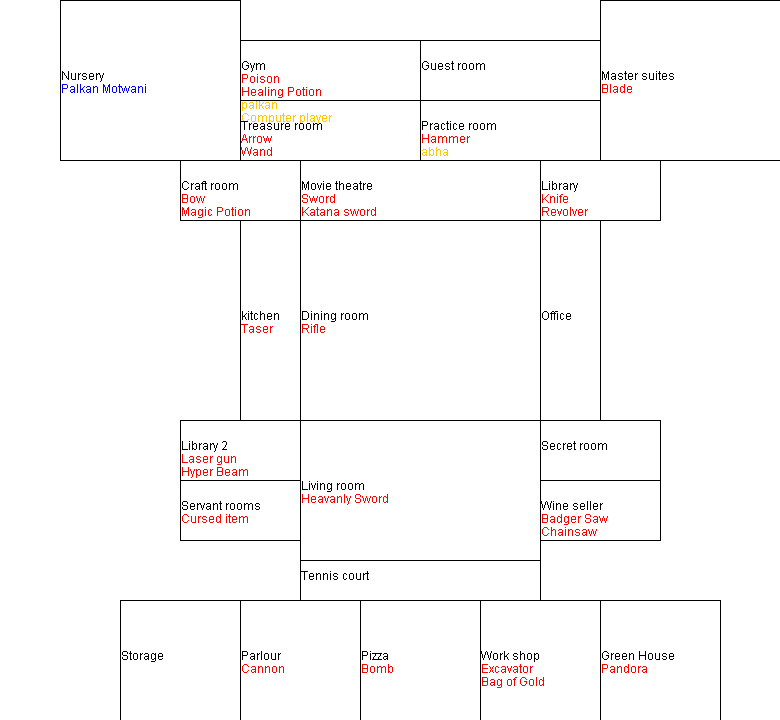 Nursery
Palkan Motwani
Gym
Poison
Healing Potion
palkan
Computer player
Guest room
Master suites
Blade
Treasure room
Arrow
Wand
Practice room
Hammer
abha
Craft room
Bow
Magic Potion
Movie theatre
Sword
Katana sword
Library
Knife
Revolver
kitchen
Taser
Dining room
Rifle
Office
Library 2
Laser gun
Hyper Beam
Living room
Heavanly Sword
Secret room
Servant rooms
Cursed item
Wine seller
Badger Saw
Chainsaw
Tennis court
Storage
Parlour
Cannon
Pizza
Bomb
Work shop
Excavator
Bag of Gold
Green House
Pandora